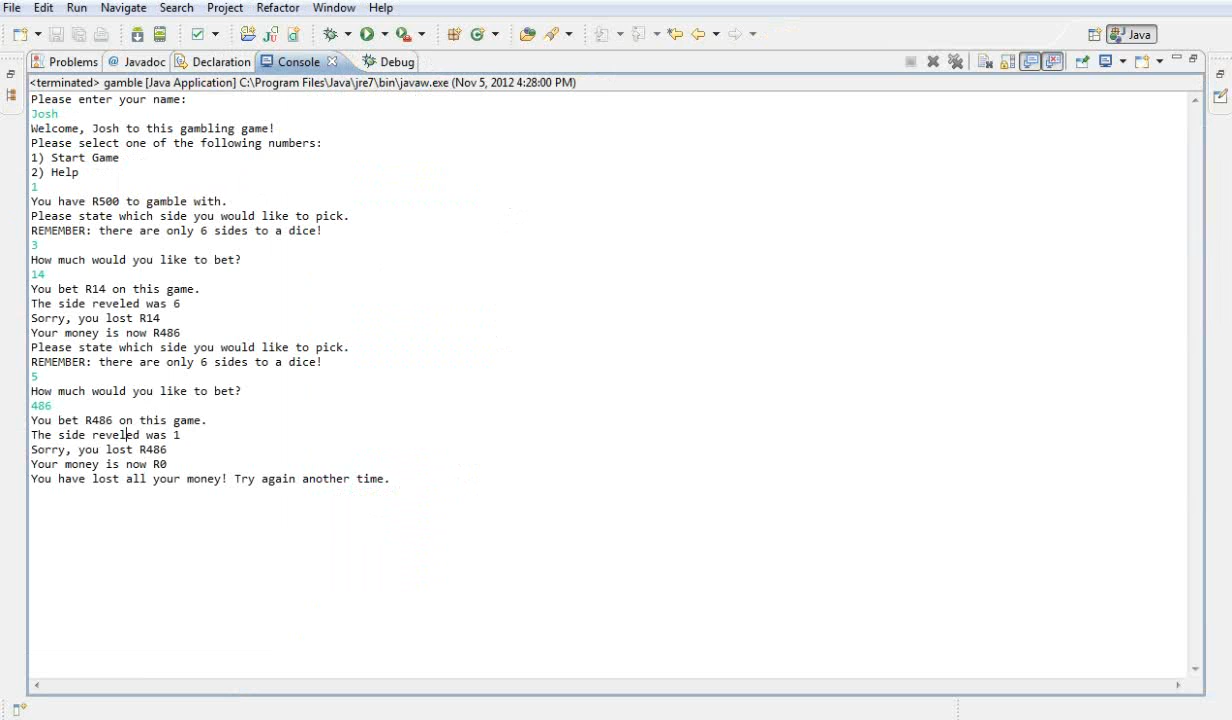 File Edit Run Navigate Search Project Refactor Window Help
Java
Problems @ Javadoc Declaration Console Debug
<terminated> gamble [Java Application] C:\Program Files\Java\jre7\bin\javaw.exe (Nov 5, 2012 4:28:00 PM)
Please enter your name:
Josh
Welcome, Josh to this gambling game!
Please select one of the following numbers:
1) Start Game
2) Help
1
You have R500 to gamble with.
Please state which side you would like to pick.
REMEMBER: there are only 6 sides to a dice!
3
How much would you like to bet?
14
You bet R14 on this game.
The side reveled was 6
Sorry, you lost R14
Your money is now R486
Please state which side you would like to pick.
REMEMBER: there are only 6 sides to a dice!
5
How much would you like to bet?
486
You bet R486 on this game.
The side reveled was 1
Sorry, you lost R486
Your money is now R0
You have lost all your money! Try again another time.